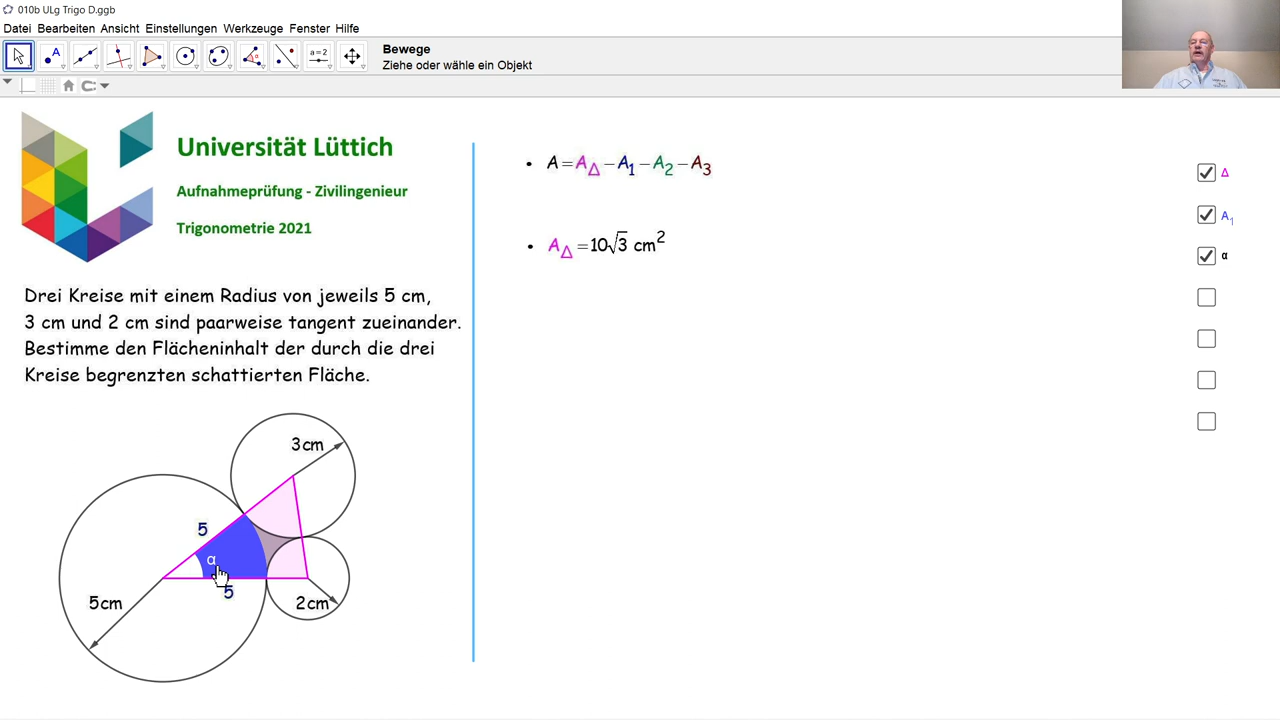 010b ULg Trigo D.ggb
Datei Bearbeiten Ansicht Einstellungen Werkzeuge Fenster Hilfe
A
a=2
Bewege
Ziehe oder wähle ein Objekt
Universität Lüttich
Aufnahmeprüfung - Zivilingenieur
Trigonometrie 2021
Drei Kreise mit einem Radius von jeweils 5 cm,
3 cm und 2 cm sind paarweise tangent zueinander.
Bestimme den Flächeninhalt der durch die drei
Kreise begrenzten schattierten Fläche.
3cm
5
α
5
5cm
2cm
• A = A_Δ − A₁ − A₂ − A₃
• A_Δ = 10√3 cm²
Δ
A₁
α